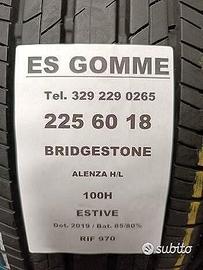 ES GOMME
Tel. 329 229 0265
225 60 18
BRIDGESTONE
ALENZA H/L
100H
ESTIVE
Dot. 2019 / Bat. 85/80%
RIF 970
subito